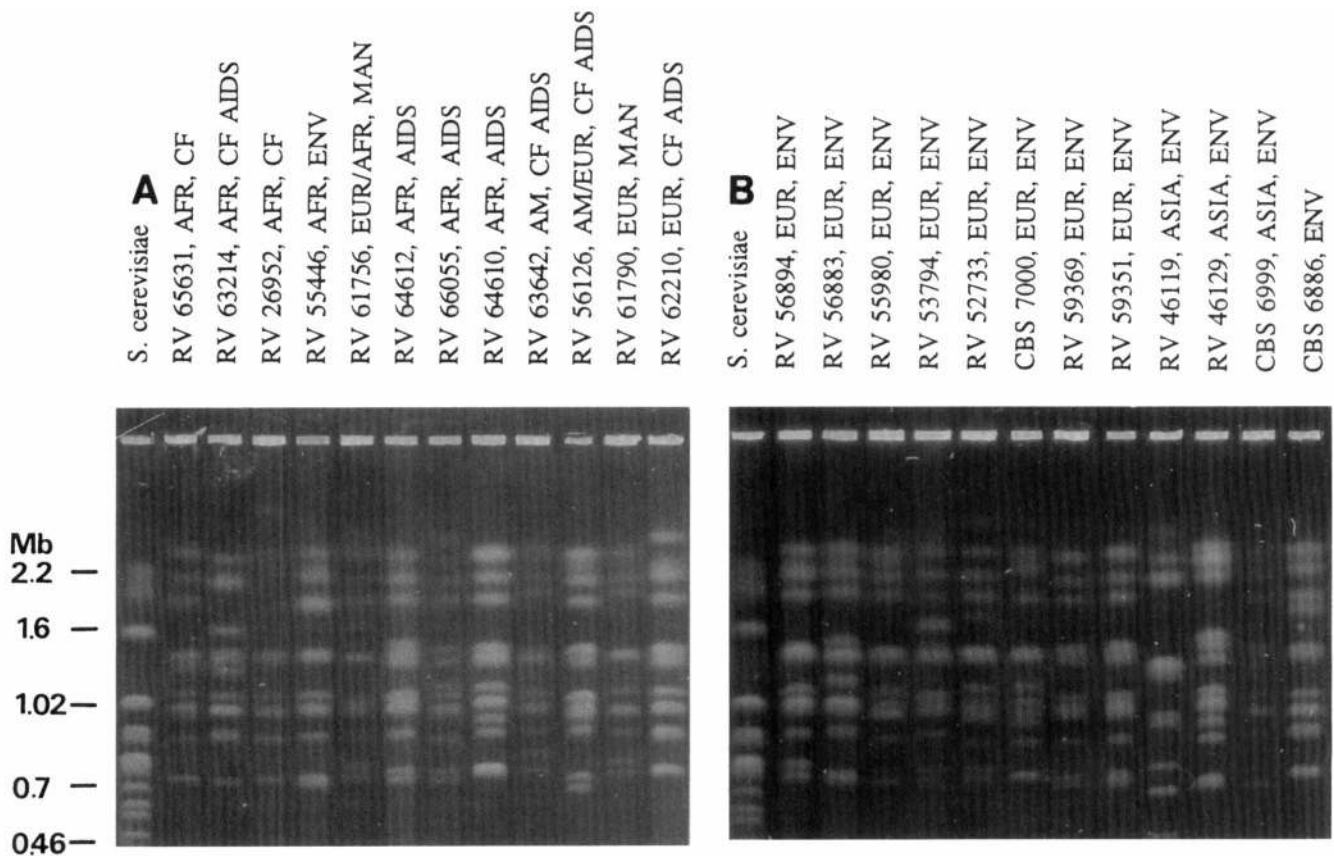 A
S. cerevisiae
RV 65631, AFR, CF
RV 63214, AFR, CF AIDS
RV 26952, AFR, CF
RV 55446, AFR, ENV
RV 61756, EUR/AFR, MAN
RV 64612, AFR, AIDS
RV 66055, AFR, AIDS
RV 64610, AFR, AIDS
RV 63642, AM, CF AIDS
RV 56126, AM/EUR, CF AIDS
RV 61790, EUR, MAN
RV 62210, EUR, CF AIDS
Mb
2.2
1.6
1.02
0.7
0.46
B
S. cerevisiae
RV 56894, EUR, ENV
RV 56883, EUR, ENV
RV 55980, EUR, ENV
RV 53794, EUR, ENV
RV 52733, EUR, ENV
CBS 7000, EUR, ENV
RV 59369, EUR, ENV
RV 59351, EUR, ENV
RV 46119, ASIA, ENV
RV 46129, ASIA, ENV
CBS 6999, ASIA, ENV
CBS 6886, ENV